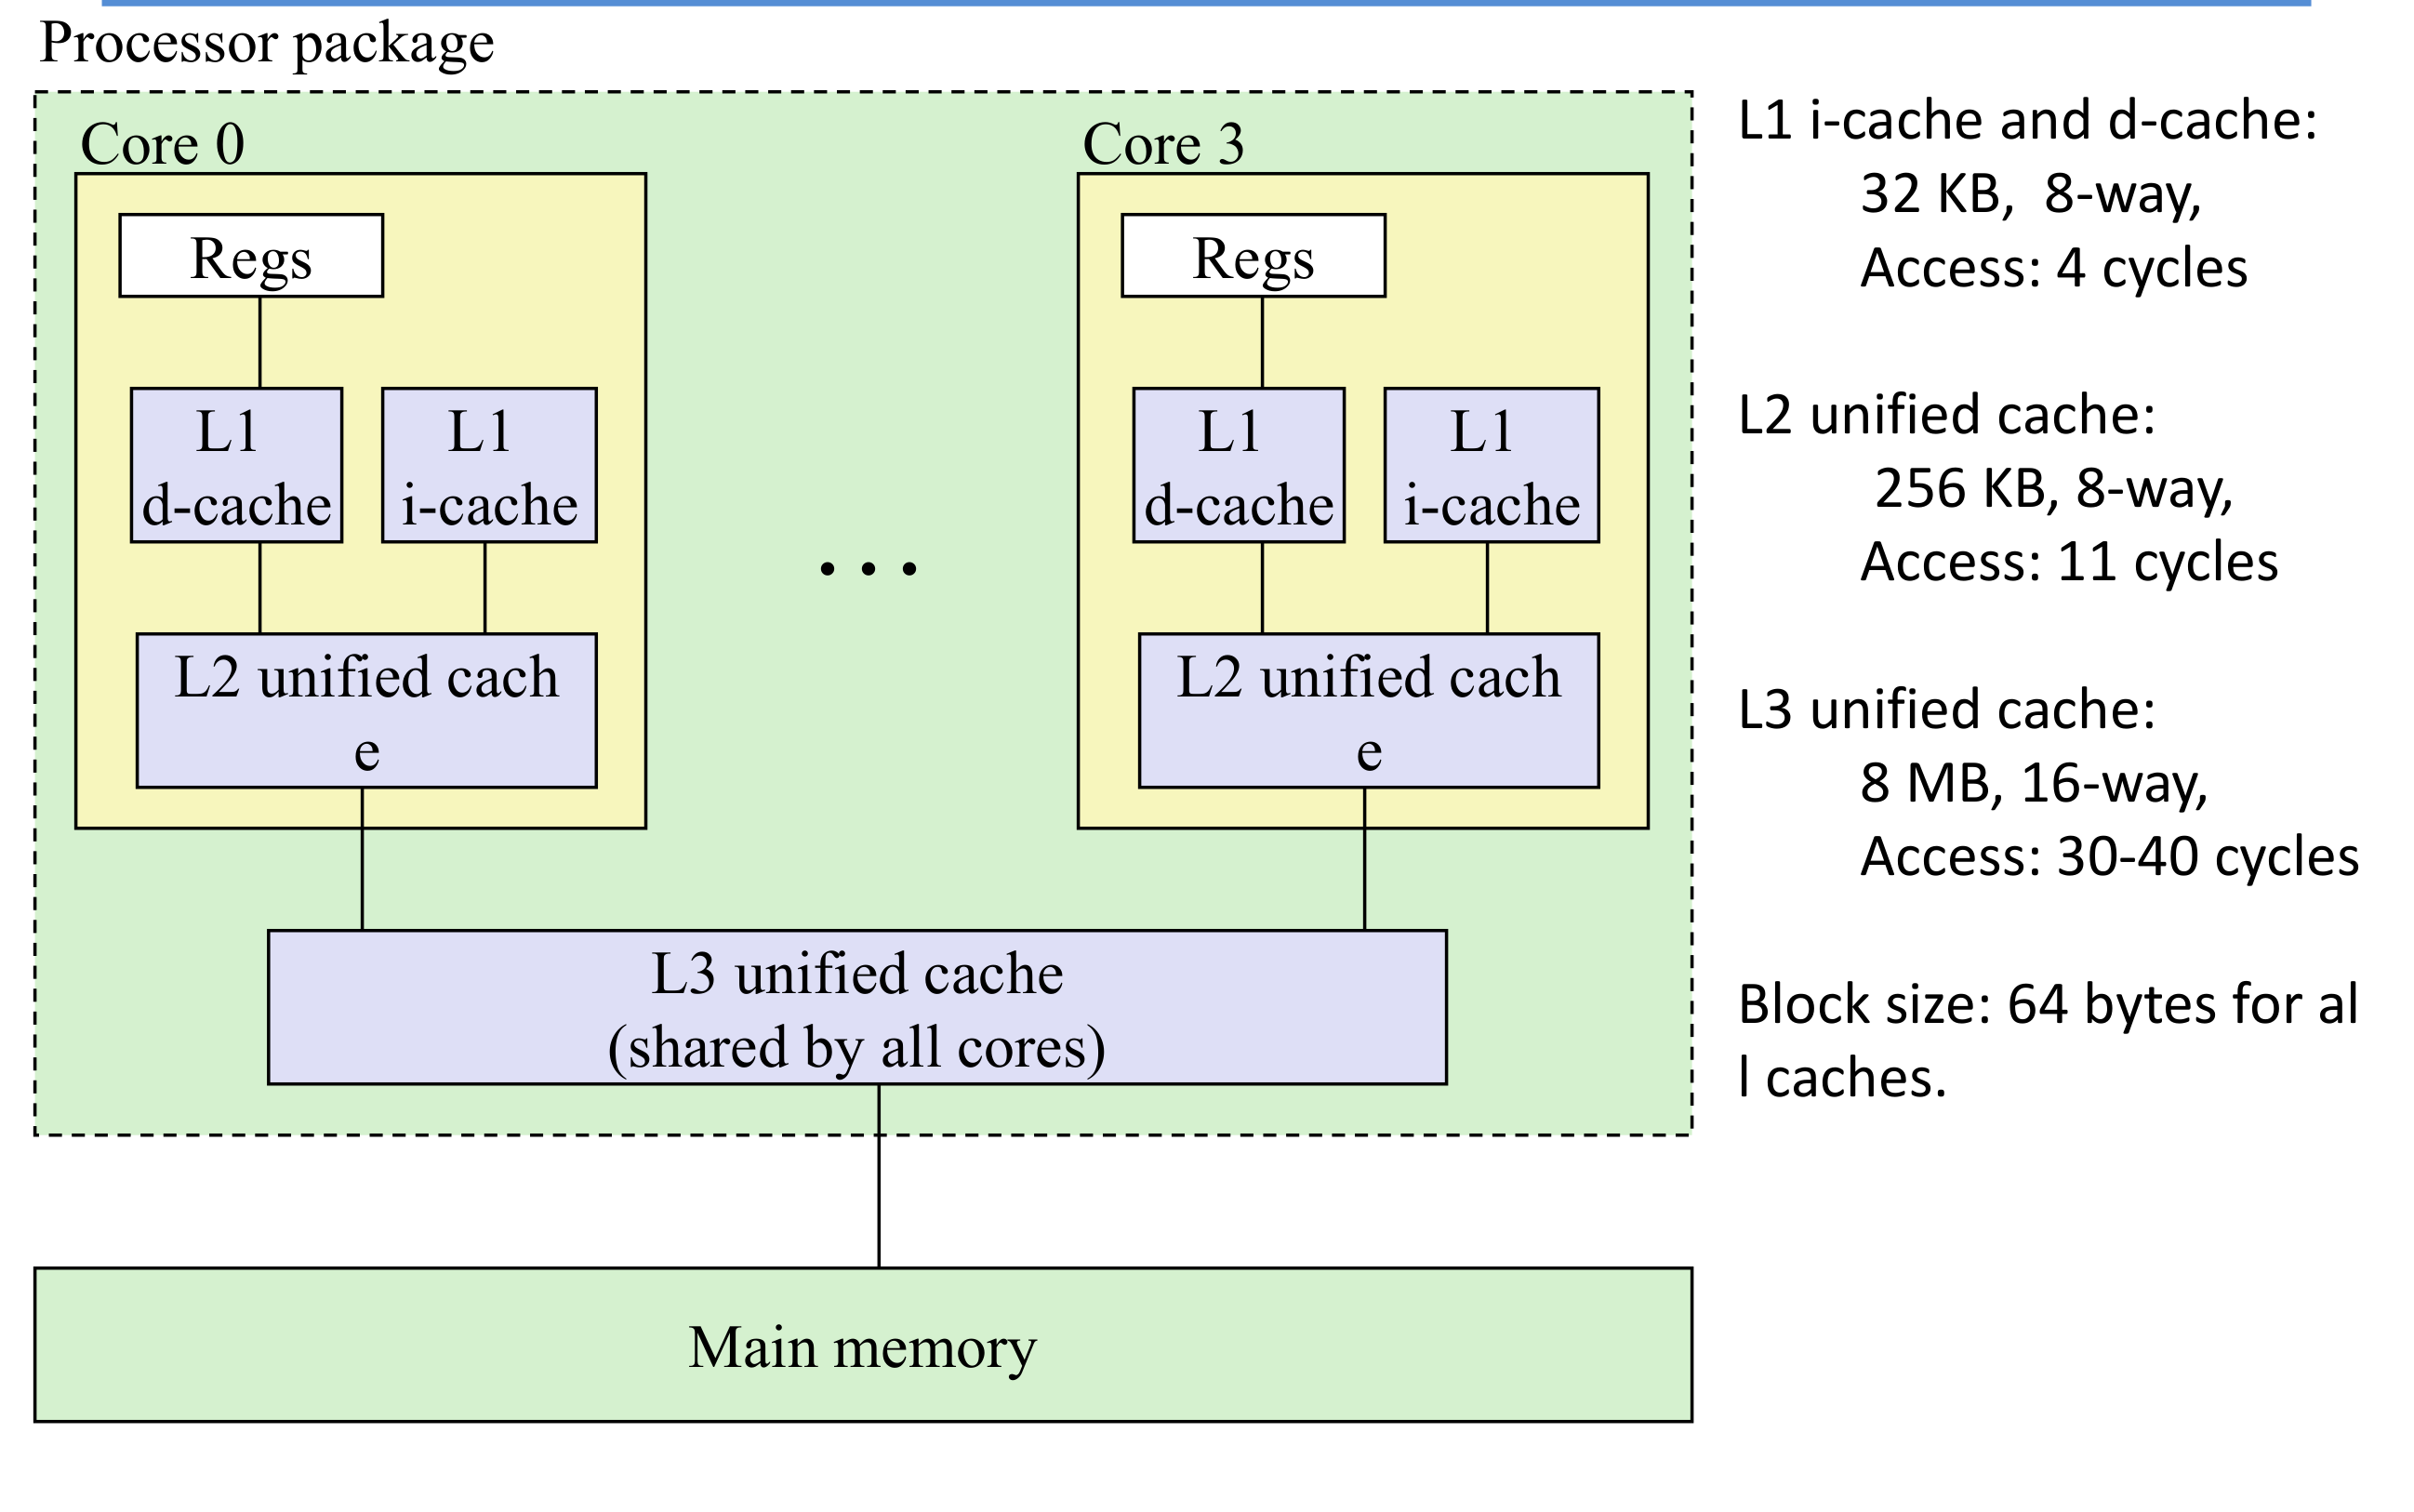 Processor package
Core 0
Regs
L1
d-cache
L1
i-cache
L2 unified cach
e
. . .
Core 3
Regs
L1
d-cache
L1
i-cache
L2 unified cach
e
L3 unified cache
(shared by all cores)
Main memory
L1 i-cache and d-cache:
32 KB,  8-way,
Access: 4 cycles
L2 unified cache:
256 KB, 8-way,
Access: 11 cycles
L3 unified cache:
8 MB, 16-way,
Access: 30-40 cycles
Block size: 64 bytes for al
l caches.